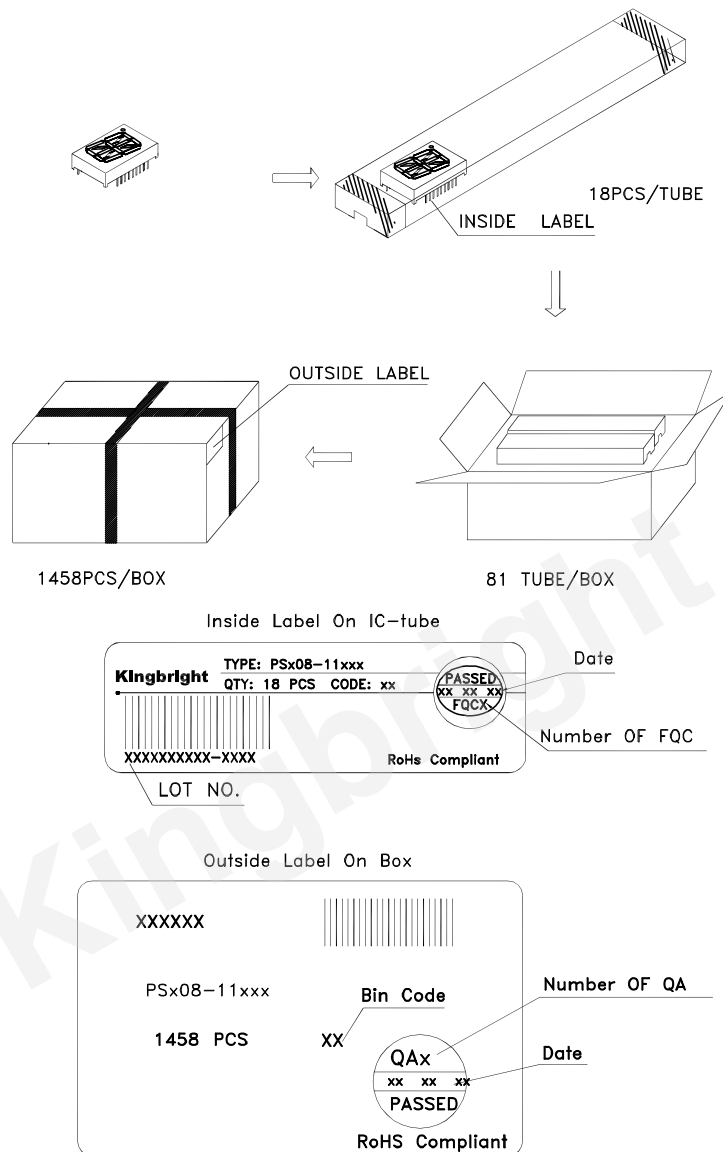 18PCS/TUBE
INSIDE LABEL
OUTSIDE LABEL
1458PCS/BOX
81 TUBE/BOX
Inside Label On IC-tube
Kingbright
TYPE: PSx08-11xxx
QTY: 18 PCS CODE: xx
PASSED
xx xx xx
FQCX
Date
Number OF FQC
XXXXXXXXXX-XXXX
RoHs Compliant
LOT NO.
Outside Label On Box
XXXXXX
PSx08-11xxx
1458 PCS
Bin Code
XX
Number OF QA
QAx
xx xx xx
Date
PASSED
RoHS Compliant
Kingbright